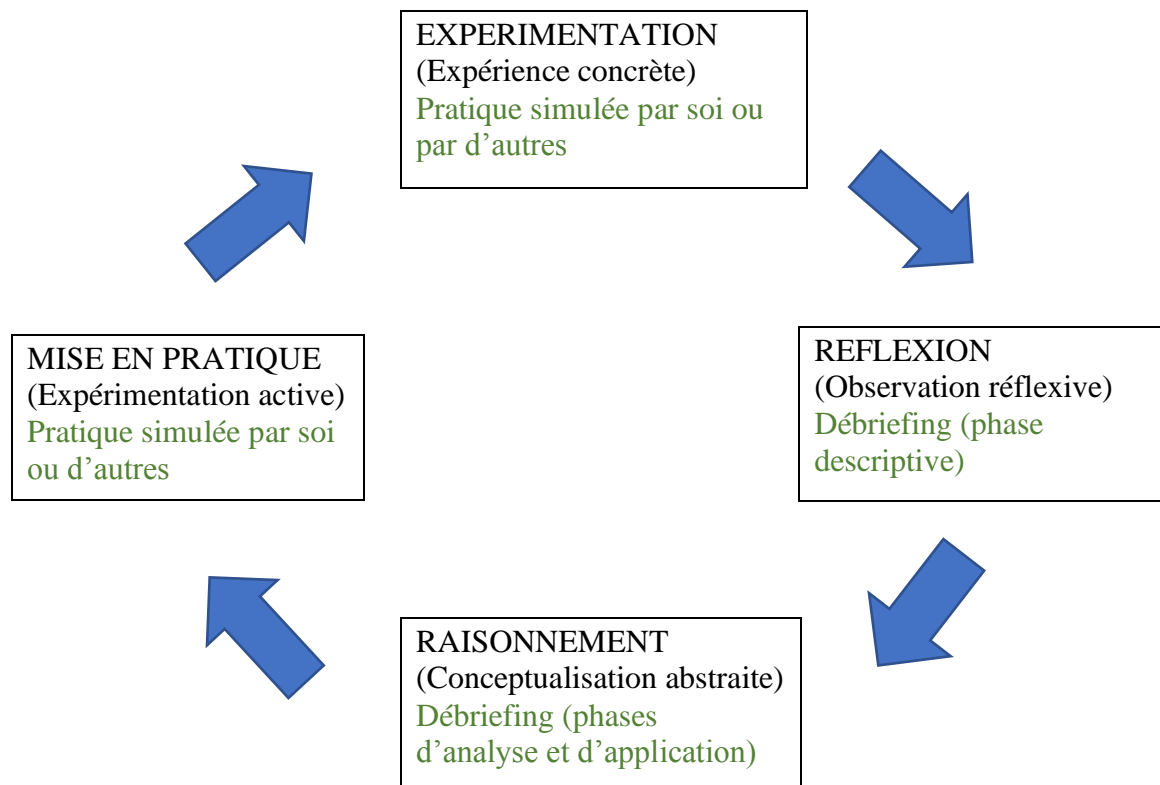 EXPERIMENTATION
(Expérience concrète)
Pratique simulée par soi ou
par d’autres
MISE EN PRATIQUE
(Expérimentation active)
Pratique simulée par soi
ou d’autres
REFLEXION
(Observation réflexive)
Débriefing (phase
descriptive)
RAISONNEMENT
(Conceptualisation abstraite)
Débriefing (phases
d’analyse et d’application)